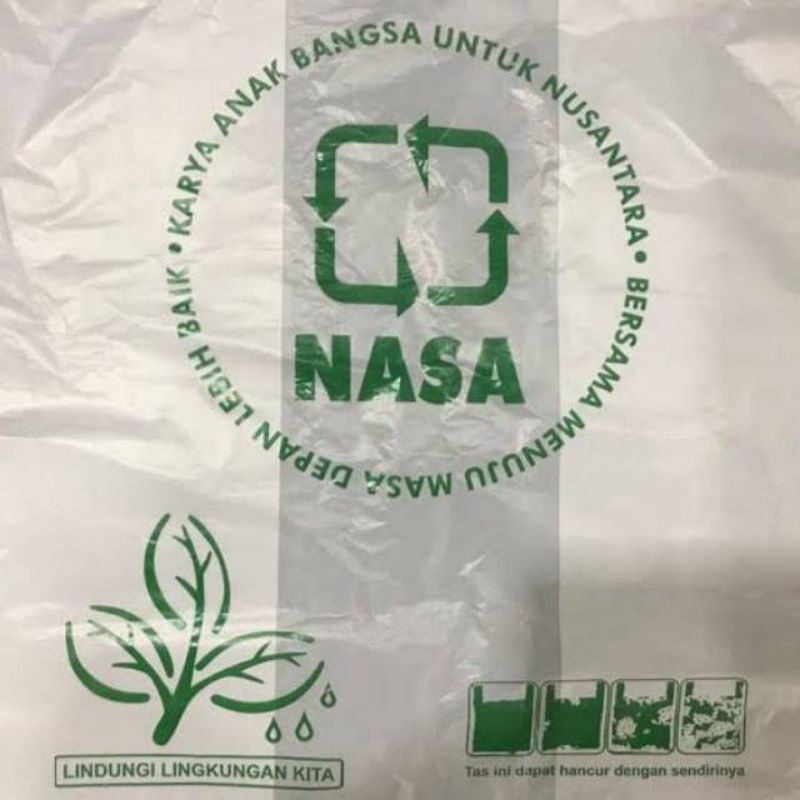 KARYA ANAK BANGSA UNTUK NUSANTARA • BERSAMA MENUJU MASA DEPAN LEBIH BAIK •
NASA
LINDUNGI LINGKUNGAN KITA
Tas ini dapat hancur dengan sendirinya